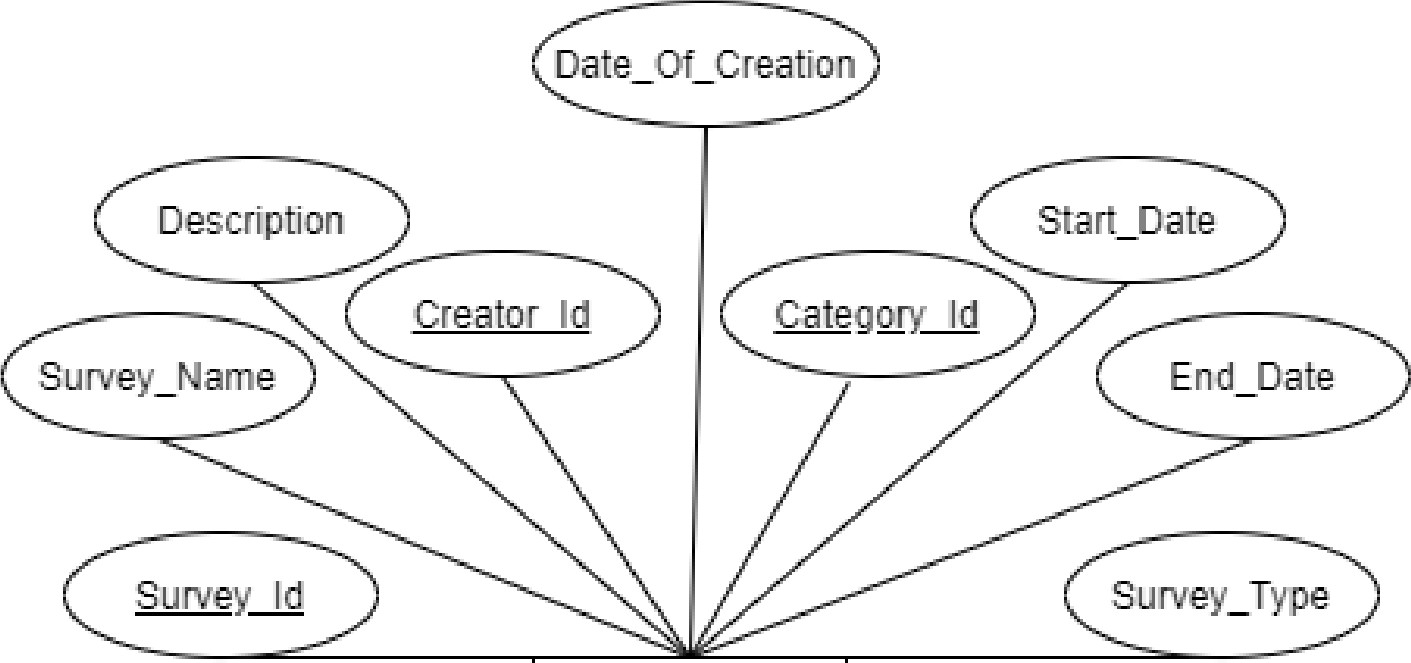 Date_Of_Creation
Description
Start_Date
Creator_Id
Category_Id
Survey_Name
End_Date
Survey_Id
Survey_Type